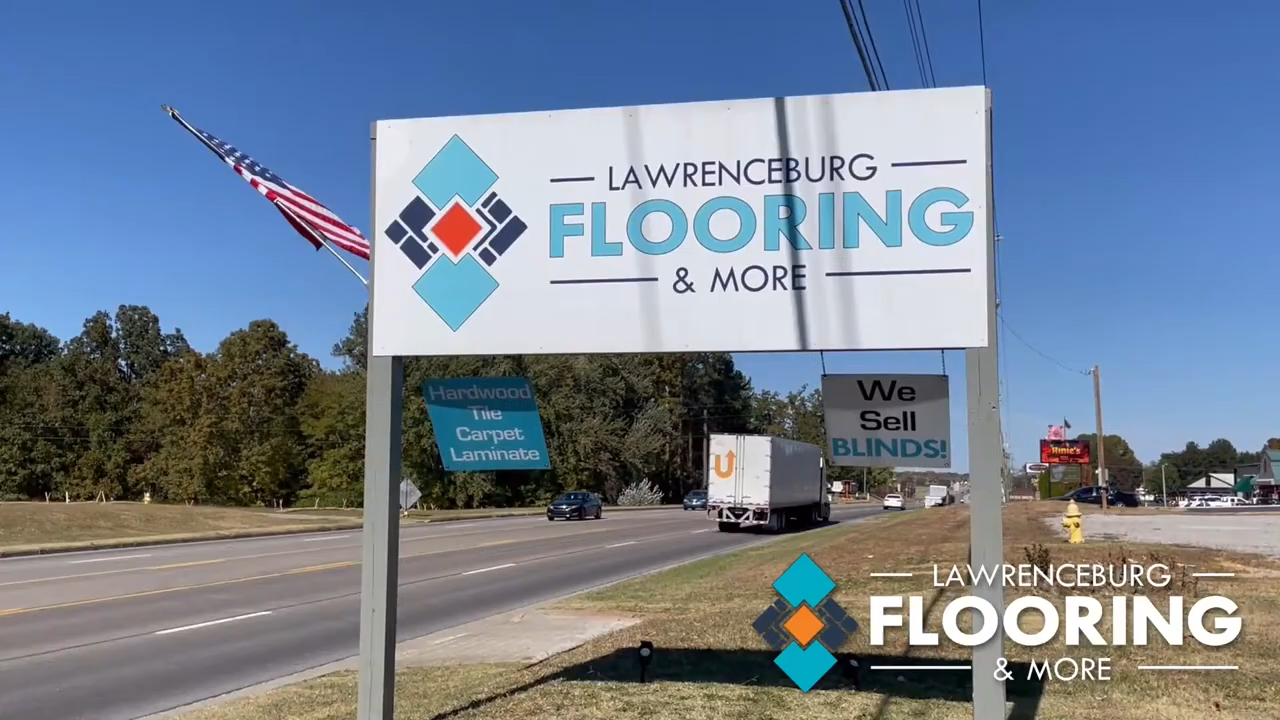 LAWRENCEBURG
FLOORING
& MORE
Hardwood
Tile
Carpet
Laminate
We
Sell
BLINDS!
U
LAWRENCEBURG
FLOORING
& MORE